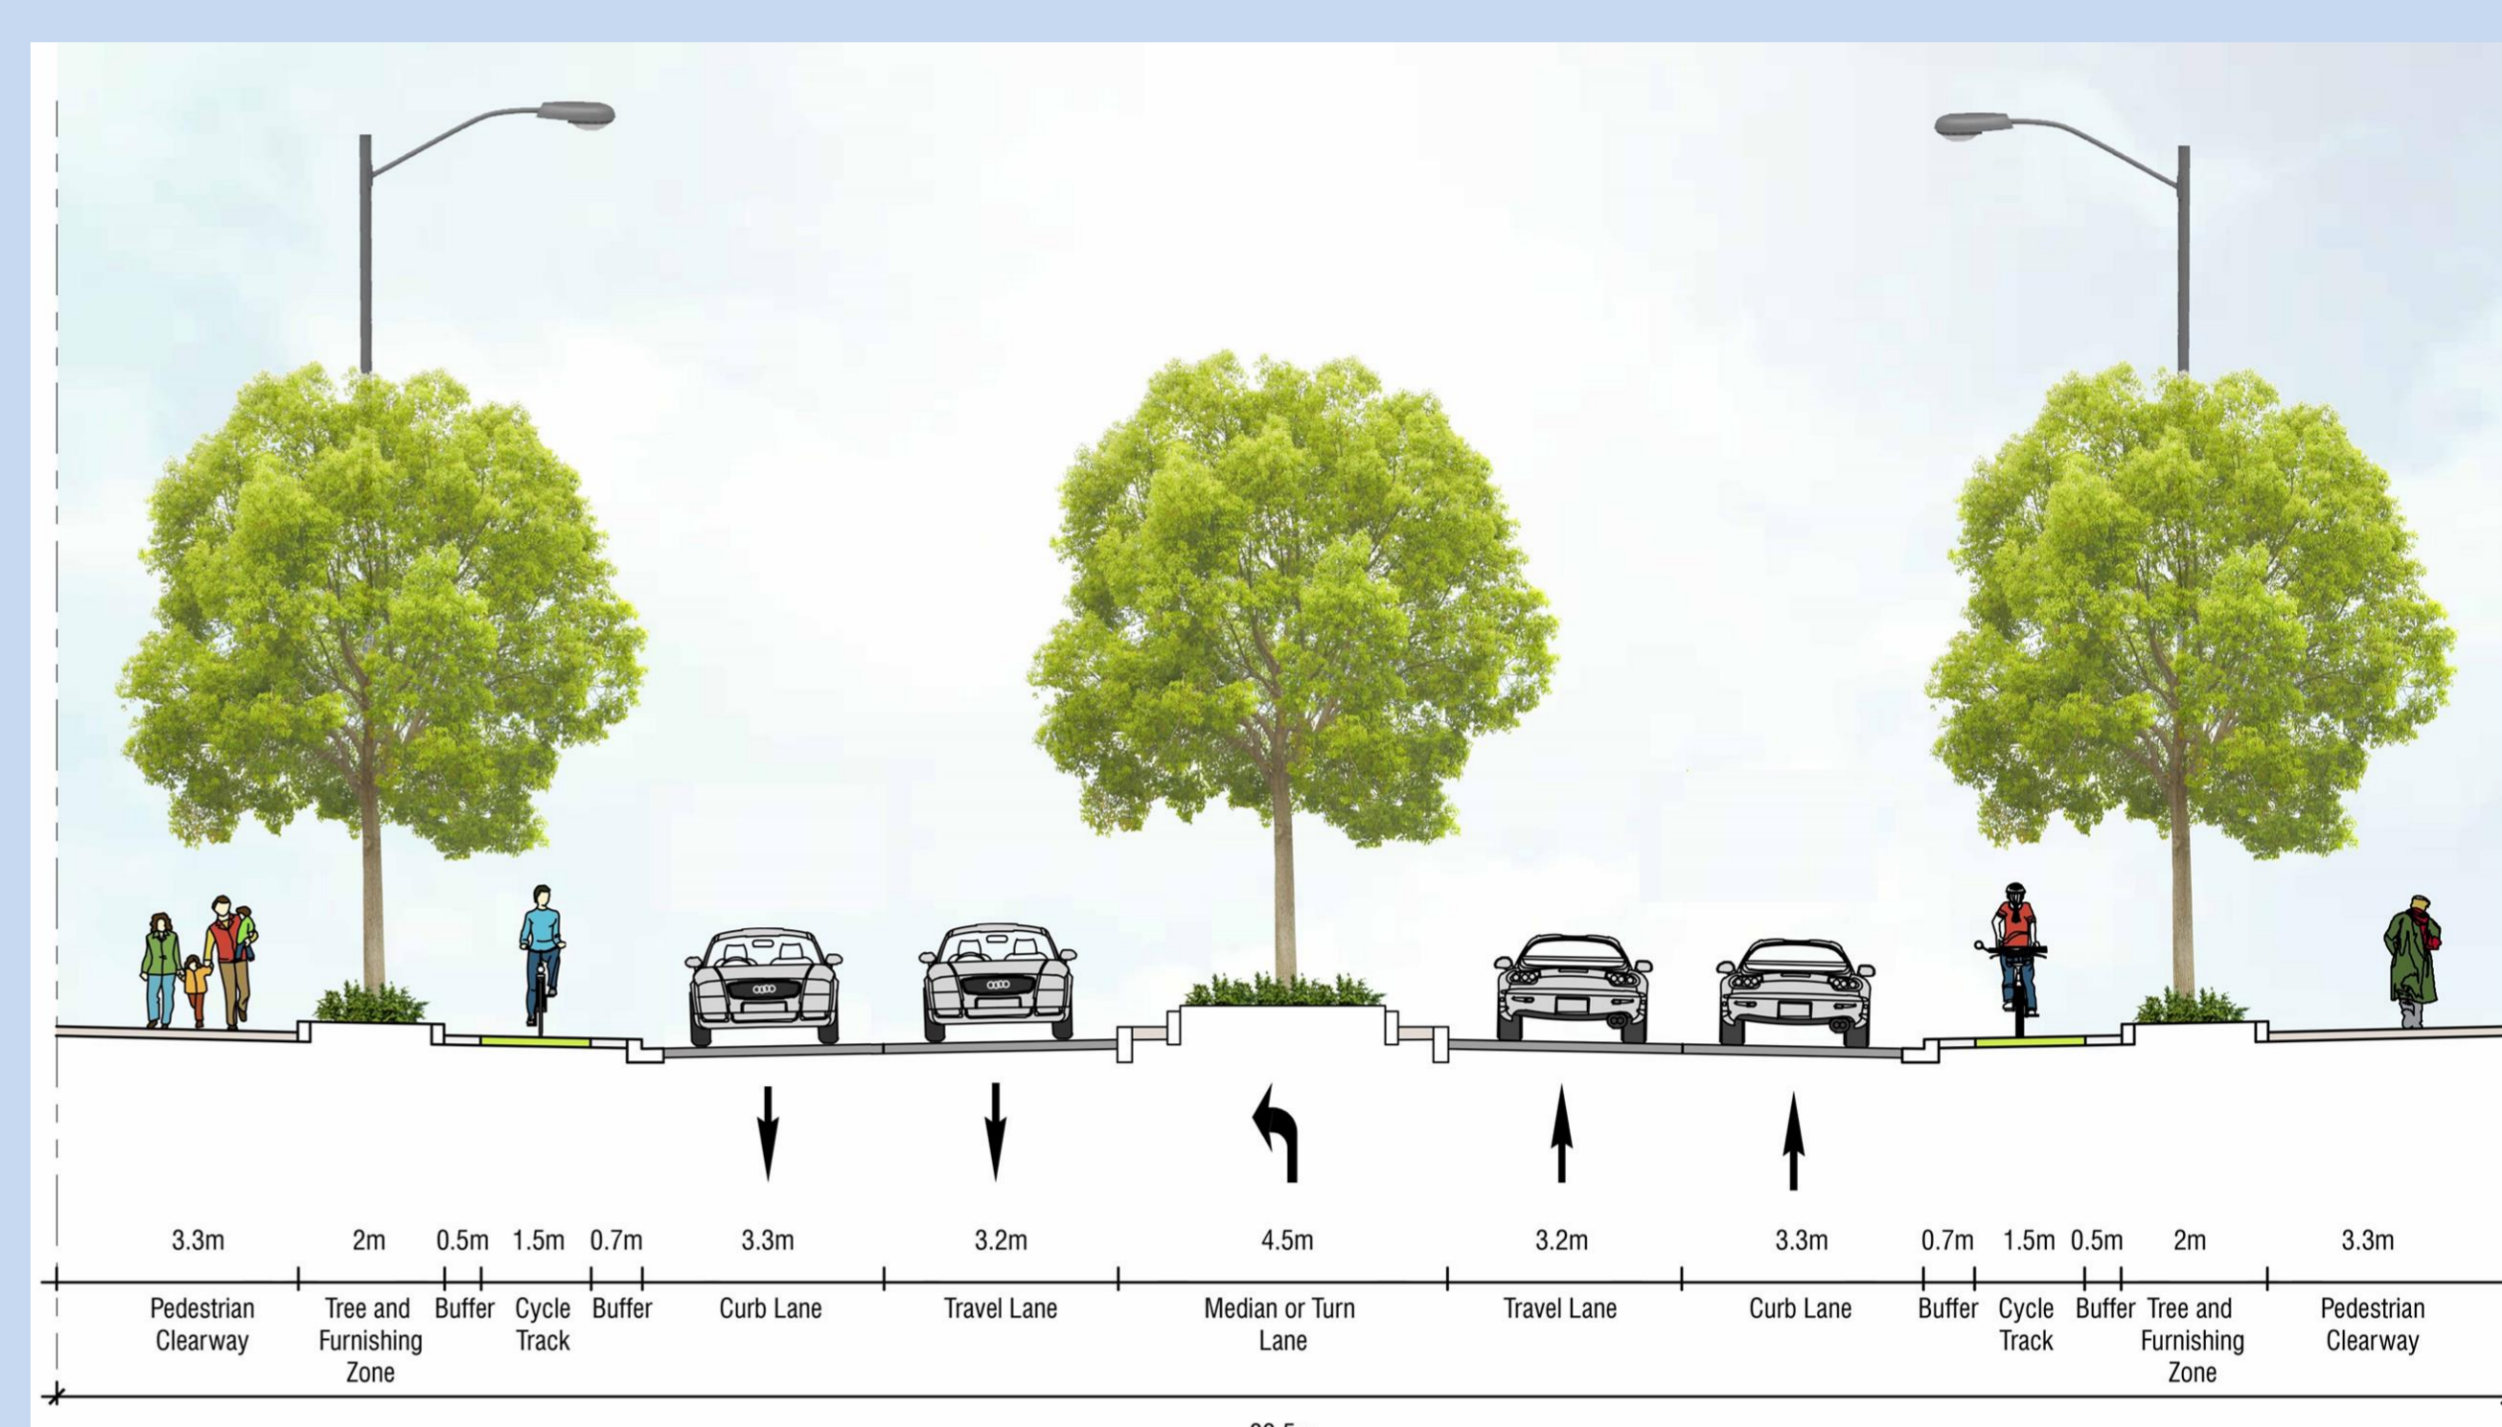 3.3m 2m 0.5m 1.5m 0.7m 3.3m 3.2m 4.5m 3.2m 3.3m 0.7m 1.5m 0.5m 2m 3.3m
Pedestrian Tree and Buffer Cycle Buffer Curb Lane Travel Lane Median or Turn Travel Lane Curb Lane Buffer Cycle Buffer Tree and Pedestrian
Clearway Furnishing Track Lane Track Furnishing Clearway
Zone Zone